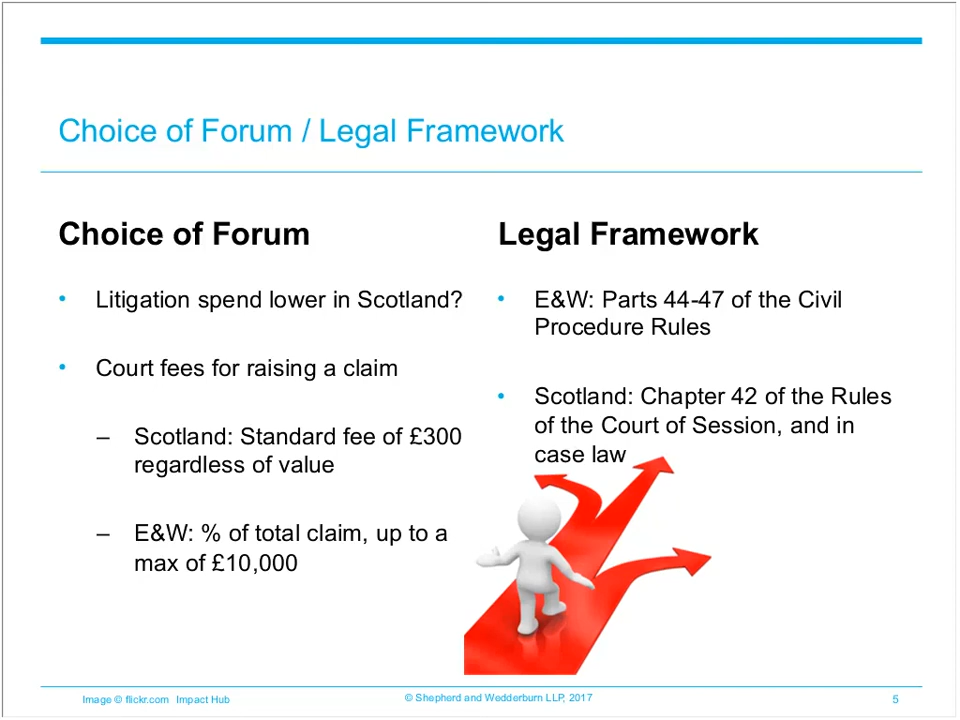 Choice of Forum / Legal Framework
Choice of Forum
• Litigation spend lower in Scotland?
• Court fees for raising a claim
– Scotland: Standard fee of £300
regardless of value
– E&W: % of total claim, up to a
max of £10,000
Legal Framework
• E&W: Parts 44-47 of the Civil
Procedure Rules
• Scotland: Chapter 42 of the Rules
of the Court of Session, and in
case law
Image © flickr.com Impact Hub
© Shepherd and Wedderburn LLP, 2017
5